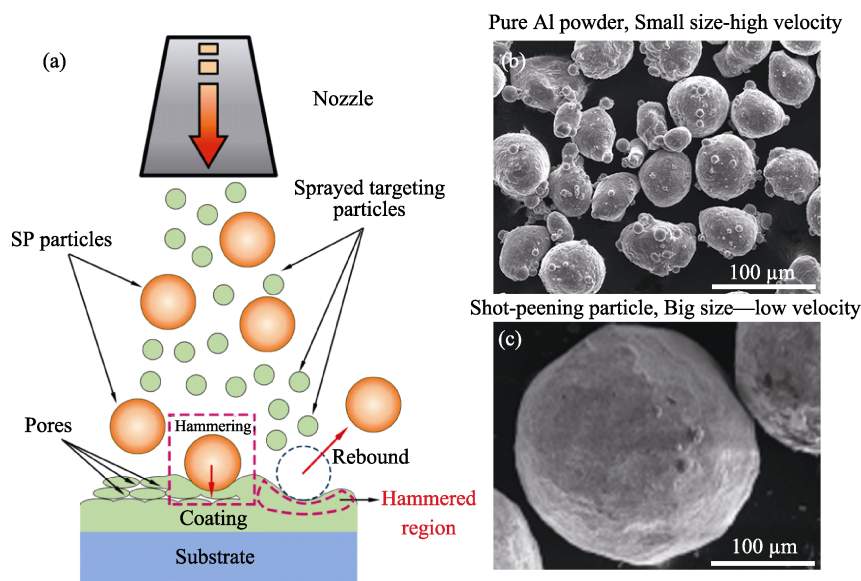 Pure Al powder, Small size-high velocity
(a)
Nozzle
(b)
Sprayed targeting
particles
SP particles
100 μm
Shot-peening particle, Big size—low velocity
(c)
Hammering
Pores
Rebound
Hammered
region
Coating
Substrate
100 μm